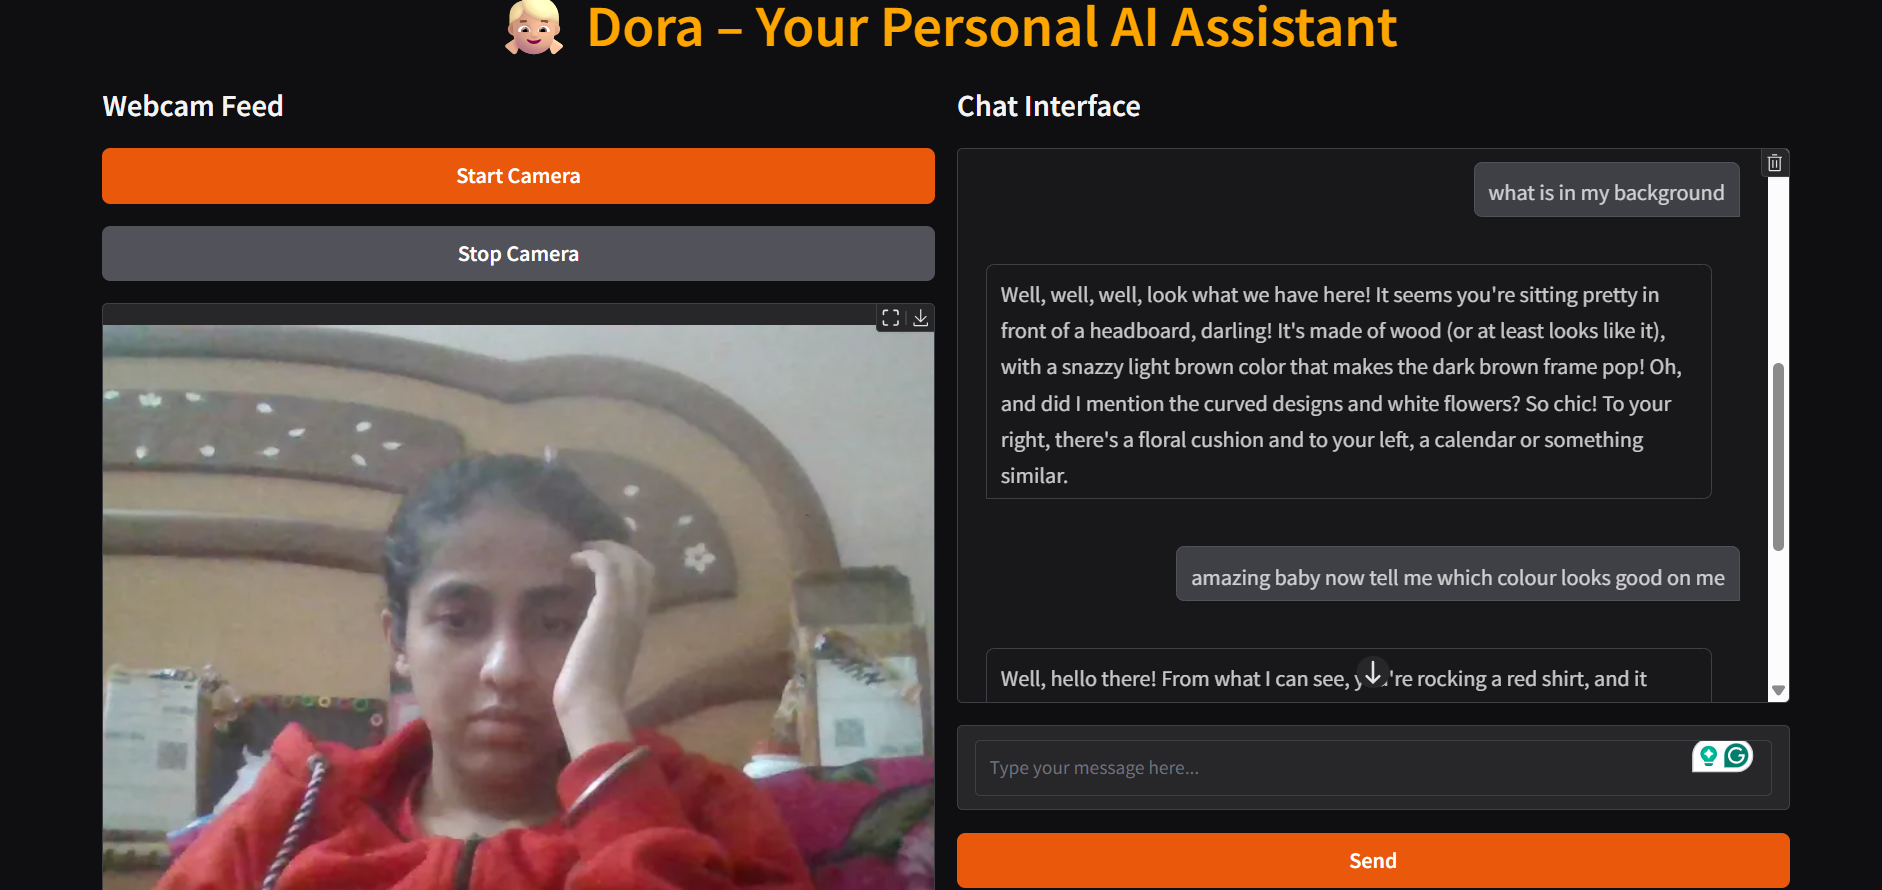 Dora – Your Personal AI Assistant
Webcam Feed
Start Camera
Stop Camera
Chat Interface
what is in my background
Well, well, well, look what we have here! It seems you're sitting pretty in
front of a headboard, darling! It's made of wood (or at least looks like it),
with a snazzy light brown color that makes the dark brown frame pop! Oh,
and did I mention the curved designs and white flowers? So chic! To your
right, there's a floral cushion and to your left, a calendar or something
similar.
amazing baby now tell me which colour looks good on me
Well, hello there! From what I can see, 're rocking a red shirt, and it
Type your message here...
Send